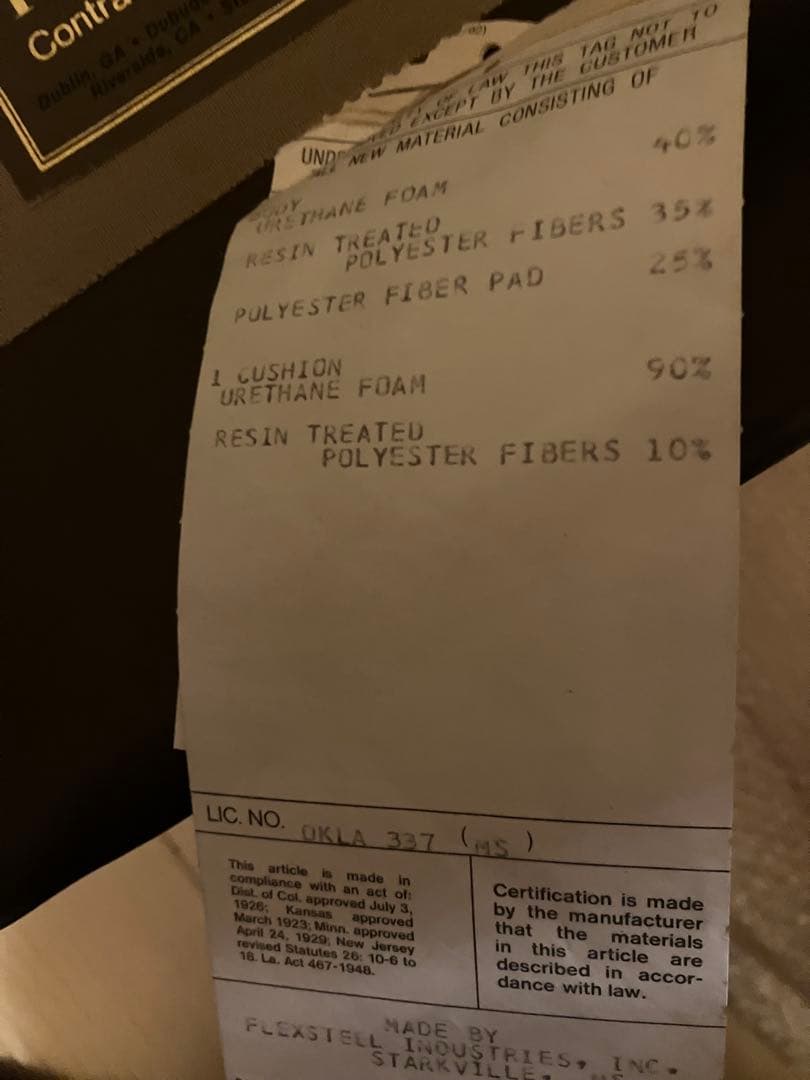 Contra
Dublin, GA • Dubuq
Riverside, CA •
OF LAW THIS TAG NOT TO
EXCEPT BY THE CUSTOMER
NEW MATERIAL CONSISTING OF
40%
URETHANE FOAM
RESIN TREATED
POLYESTER FIBERS 35%
25%
POLYESTER FIBER PAD
1 CUSHION
90%
URETHANE FOAM
RESIN TREATED
POLYESTER FIBERS 10%
LIC. NO. OKLA 337 (MS)
This article is made in
compliance with an act of:
Dist. of Col. approved July 3,
1926; Kansas approved
March 1923; Minn. approved
April 24, 1929; New Jersey
revised Statutes 26: 10-6 to
18. La. Act 467-1948.
Certification is made
by the manufacturer
that the materials
in this article are
described in accor-
dance with law.
MADE BY
FLEXSTELL INDUSTRIES, INC.
STARKVILLE, MS